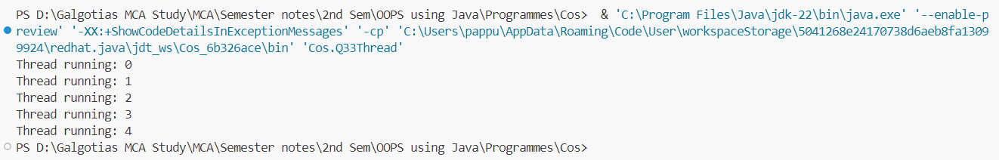 PS D:\Galgotias MCA Study\MCA\Semester notes\2nd Sem\OOPS using Java\Programmes\Cos>  & 'C:\Program Files\Java\jdk-22\bin\java.exe' '--enable-p
review' '-XX:+ShowCodeDetailsInExceptionMessages' '-cp' 'C:\Users\pappu\AppData\Roaming\Code\User\workspaceStorage\5041268e24170738d6aeb8fa1309
9924\redhat.java\jdt_ws\Cos_6b326ace\bin' 'Cos.Q33Thread'
Thread running: 0
Thread running: 1
Thread running: 2
Thread running: 3
Thread running: 4
PS D:\Galgotias MCA Study\MCA\Semester notes\2nd Sem\OOPS using Java\Programmes\Cos>